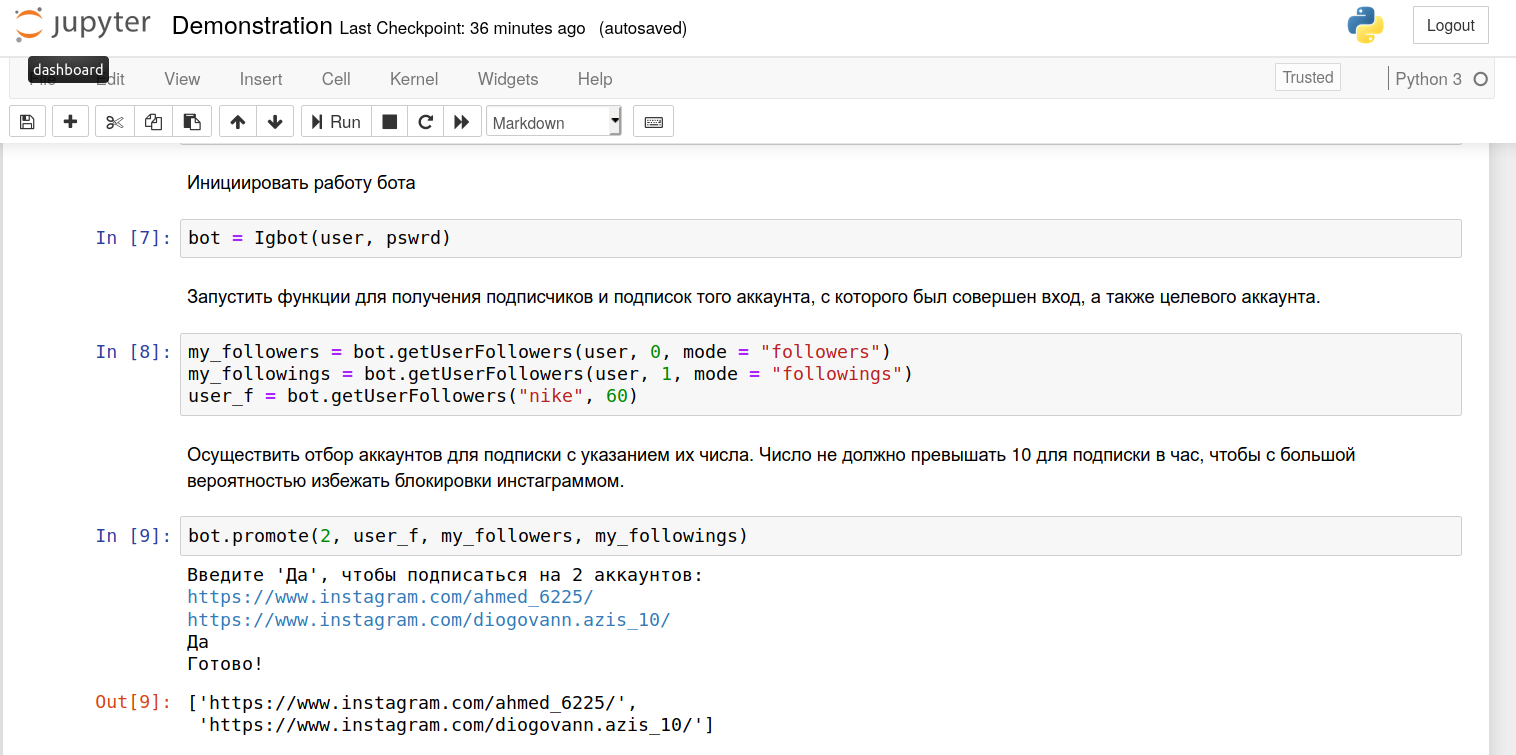 jupyter Demonstration Last Checkpoint: 36 minutes ago (autosaved)
Logout
dashboard
Edit View Insert Cell Kernel Widgets Help
Trusted
Python 3
Run
Markdown
Инициировать работу бота
In [7]: bot = Igbot(user, pswrd)
Запустить функции для получения подписчиков и подписок того аккаунта, с которого был совершен вход, а также целевого аккаунта.
In [8]: my_followers = bot.getUserFollowers(user, 0, mode = "followers")
my_followings = bot.getUserFollowers(user, 1, mode = "followings")
user_f = bot.getUserFollowers("nike", 60)
Осуществить отбор аккаунтов для подписки с указанием их числа. Число не должно превышать 10 для подписки в час, чтобы с большой
вероятностью избежать блокировки инстаграммом.
In [9]: bot.promote(2, user_f, my_followers, my_followings)
Введите 'Да', чтобы подписаться на 2 аккаунтов:
https://www.instagram.com/ahmed_6225/
https://www.instagram.com/diogovann.azis_10/
Да
Готово!
Out[9]: ['https://www.instagram.com/ahmed_6225/',
'https://www.instagram.com/diogovann.azis_10/']